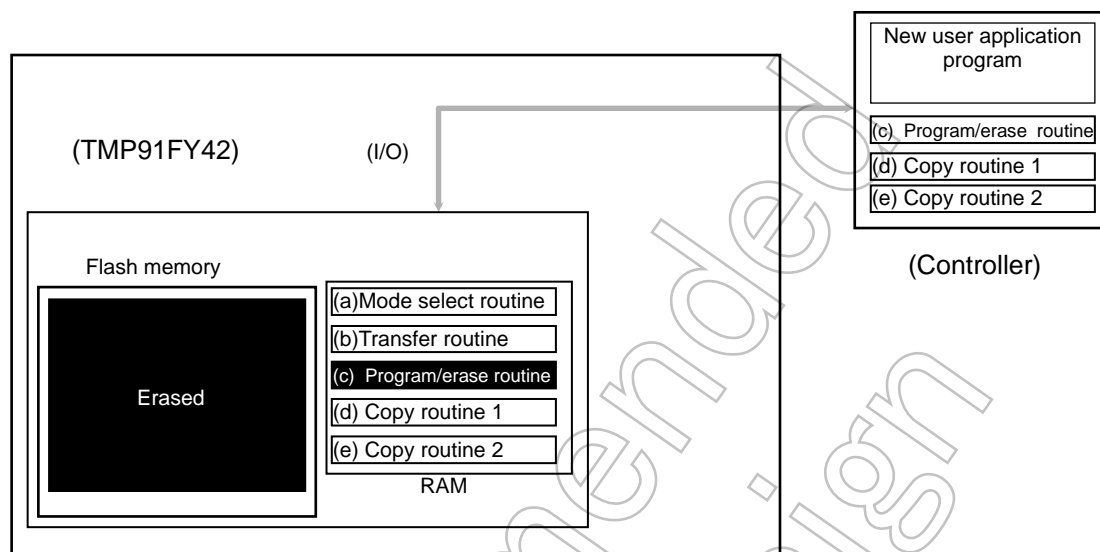 New user application
program
(c) Program/erase routine
(d) Copy routine 1
(e) Copy routine 2
(Controller)
(TMP91FY42)
(I/O)
Flash memory
Erased
(a)Mode select routine
(b)Transfer routine
(c) Program/erase routine
(d) Copy routine 1
(e) Copy routine 2
RAM